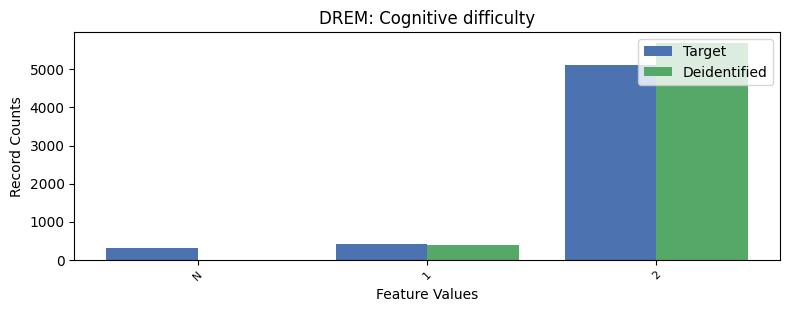 DREM: Cognitive difficulty
Target
Deidentified
Record Counts
5000
4000
3000
2000
1000
0
N
1
2
Feature Values